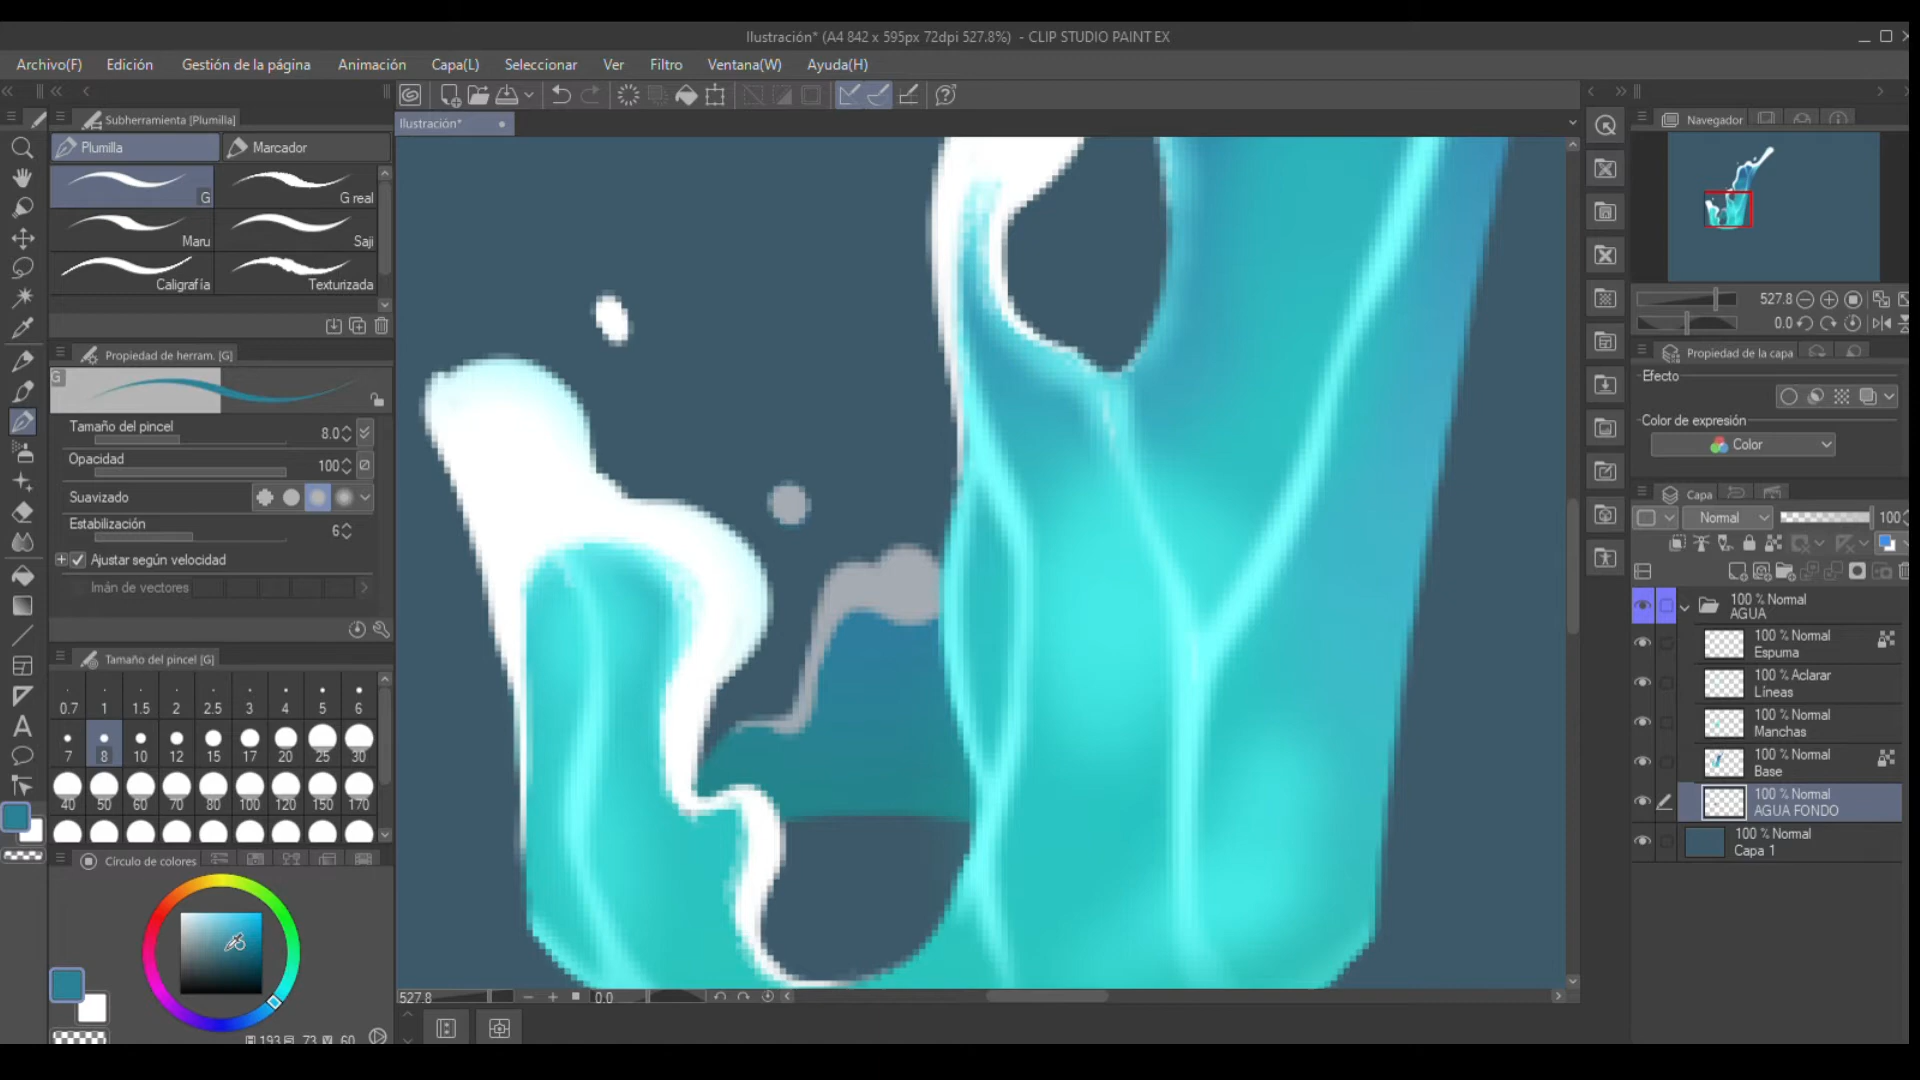 Ilustración* (A4 842 x 595px 72dpi 527.8%) - CLIP STUDIO PAINT EX
Archivo(F) Edición Gestión de la página Animación Capa(L) Seleccionar Ver Filtro Ventana(W) Ayuda(H)
Subherramienta [Plumilla]
Plumilla Marcador
G G real
Maru Saji
Caligrafía Texturizada
Propiedad de herram. [G]
G
Tamaño del pincel 8.0
Opacidad 100
Suavizado
Estabilización 6
Ajustar según velocidad
Imán de vectores
Tamaño del pincel [G]
0.7 1 1.5 2 2.5 3 4 5 6
7 8 10 12 15 17 20 25 30
40 50 60 70 80 100 120 150 170
Círculo de colores
193 73 60
Ilustración*
527.8 0.0
Navegador
527.8
0.0
Propiedad de la capa
Efecto
Color de expresión
Color
Capa
Normal 100
100 % Normal
AGUA
100 % Normal
Espuma
100 % Aclarar
Líneas
100 % Normal
Manchas
100 % Normal
Base
100 % Normal
AGUA FONDO
100 % Normal
Capa 1